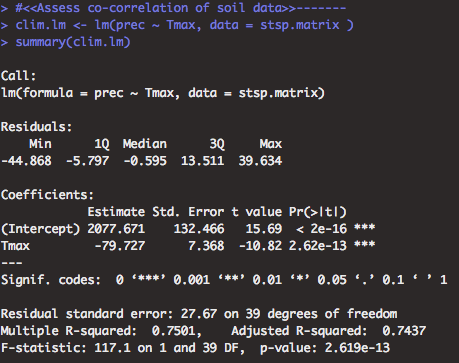 > #<<Assess co-correlation of soil data>>-------
> clim.lm <- lm(prec ~ Tmax, data = stsp.matrix )
> summary(clim.lm)
Call:
lm(formula = prec ~ Tmax, data = stsp.matrix)
Residuals:
    Min      1Q  Median      3Q     Max
-44.868  -5.797  -0.595  13.511  39.634
Coefficients:
            Estimate Std. Error t value Pr(>|t|)
(Intercept) 2077.671    132.466   15.69  < 2e-16 ***
Tmax         -79.727      7.368  -10.82 2.62e-13 ***
---
Signif. codes:  0 ‘***’ 0.001 ‘**’ 0.01 ‘*’ 0.05 ‘.’ 0.1 ‘ ’ 1
Residual standard error: 27.67 on 39 degrees of freedom
Multiple R-squared:  0.7501,    Adjusted R-squared:  0.7437
F-statistic: 117.1 on 1 and 39 DF,  p-value: 2.619e-13